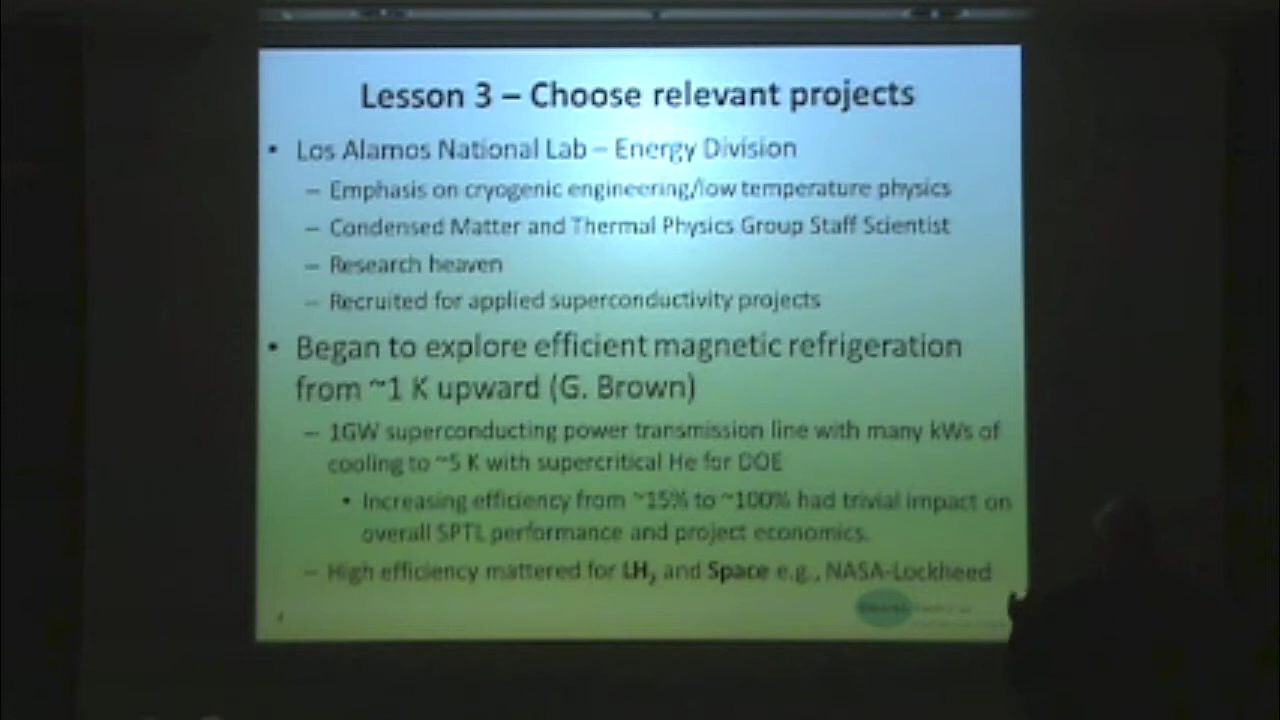 Lesson 3 – Choose relevant projects
• Los Alamos National Lab – Energy Division
– Emphasis on cryogenic engineering/low temperature physics
– Condensed Matter and Thermal Physics Group Staff Scientist
– Research heaven
– Recruited for applied superconductivity projects
• Began to explore efficient magnetic refrigeration
from ~1 K upward (G. Brown)
– 1GW superconducting power transmission line with many kWs of
cooling to ~5 K with supercritical He for DOE
• Increasing efficiency from ~15% to ~100% had trivial impact on
overall SPTL performance and project economics.
– High efficiency mattered for LH₂ and Space e.g., NASA-Lockheed